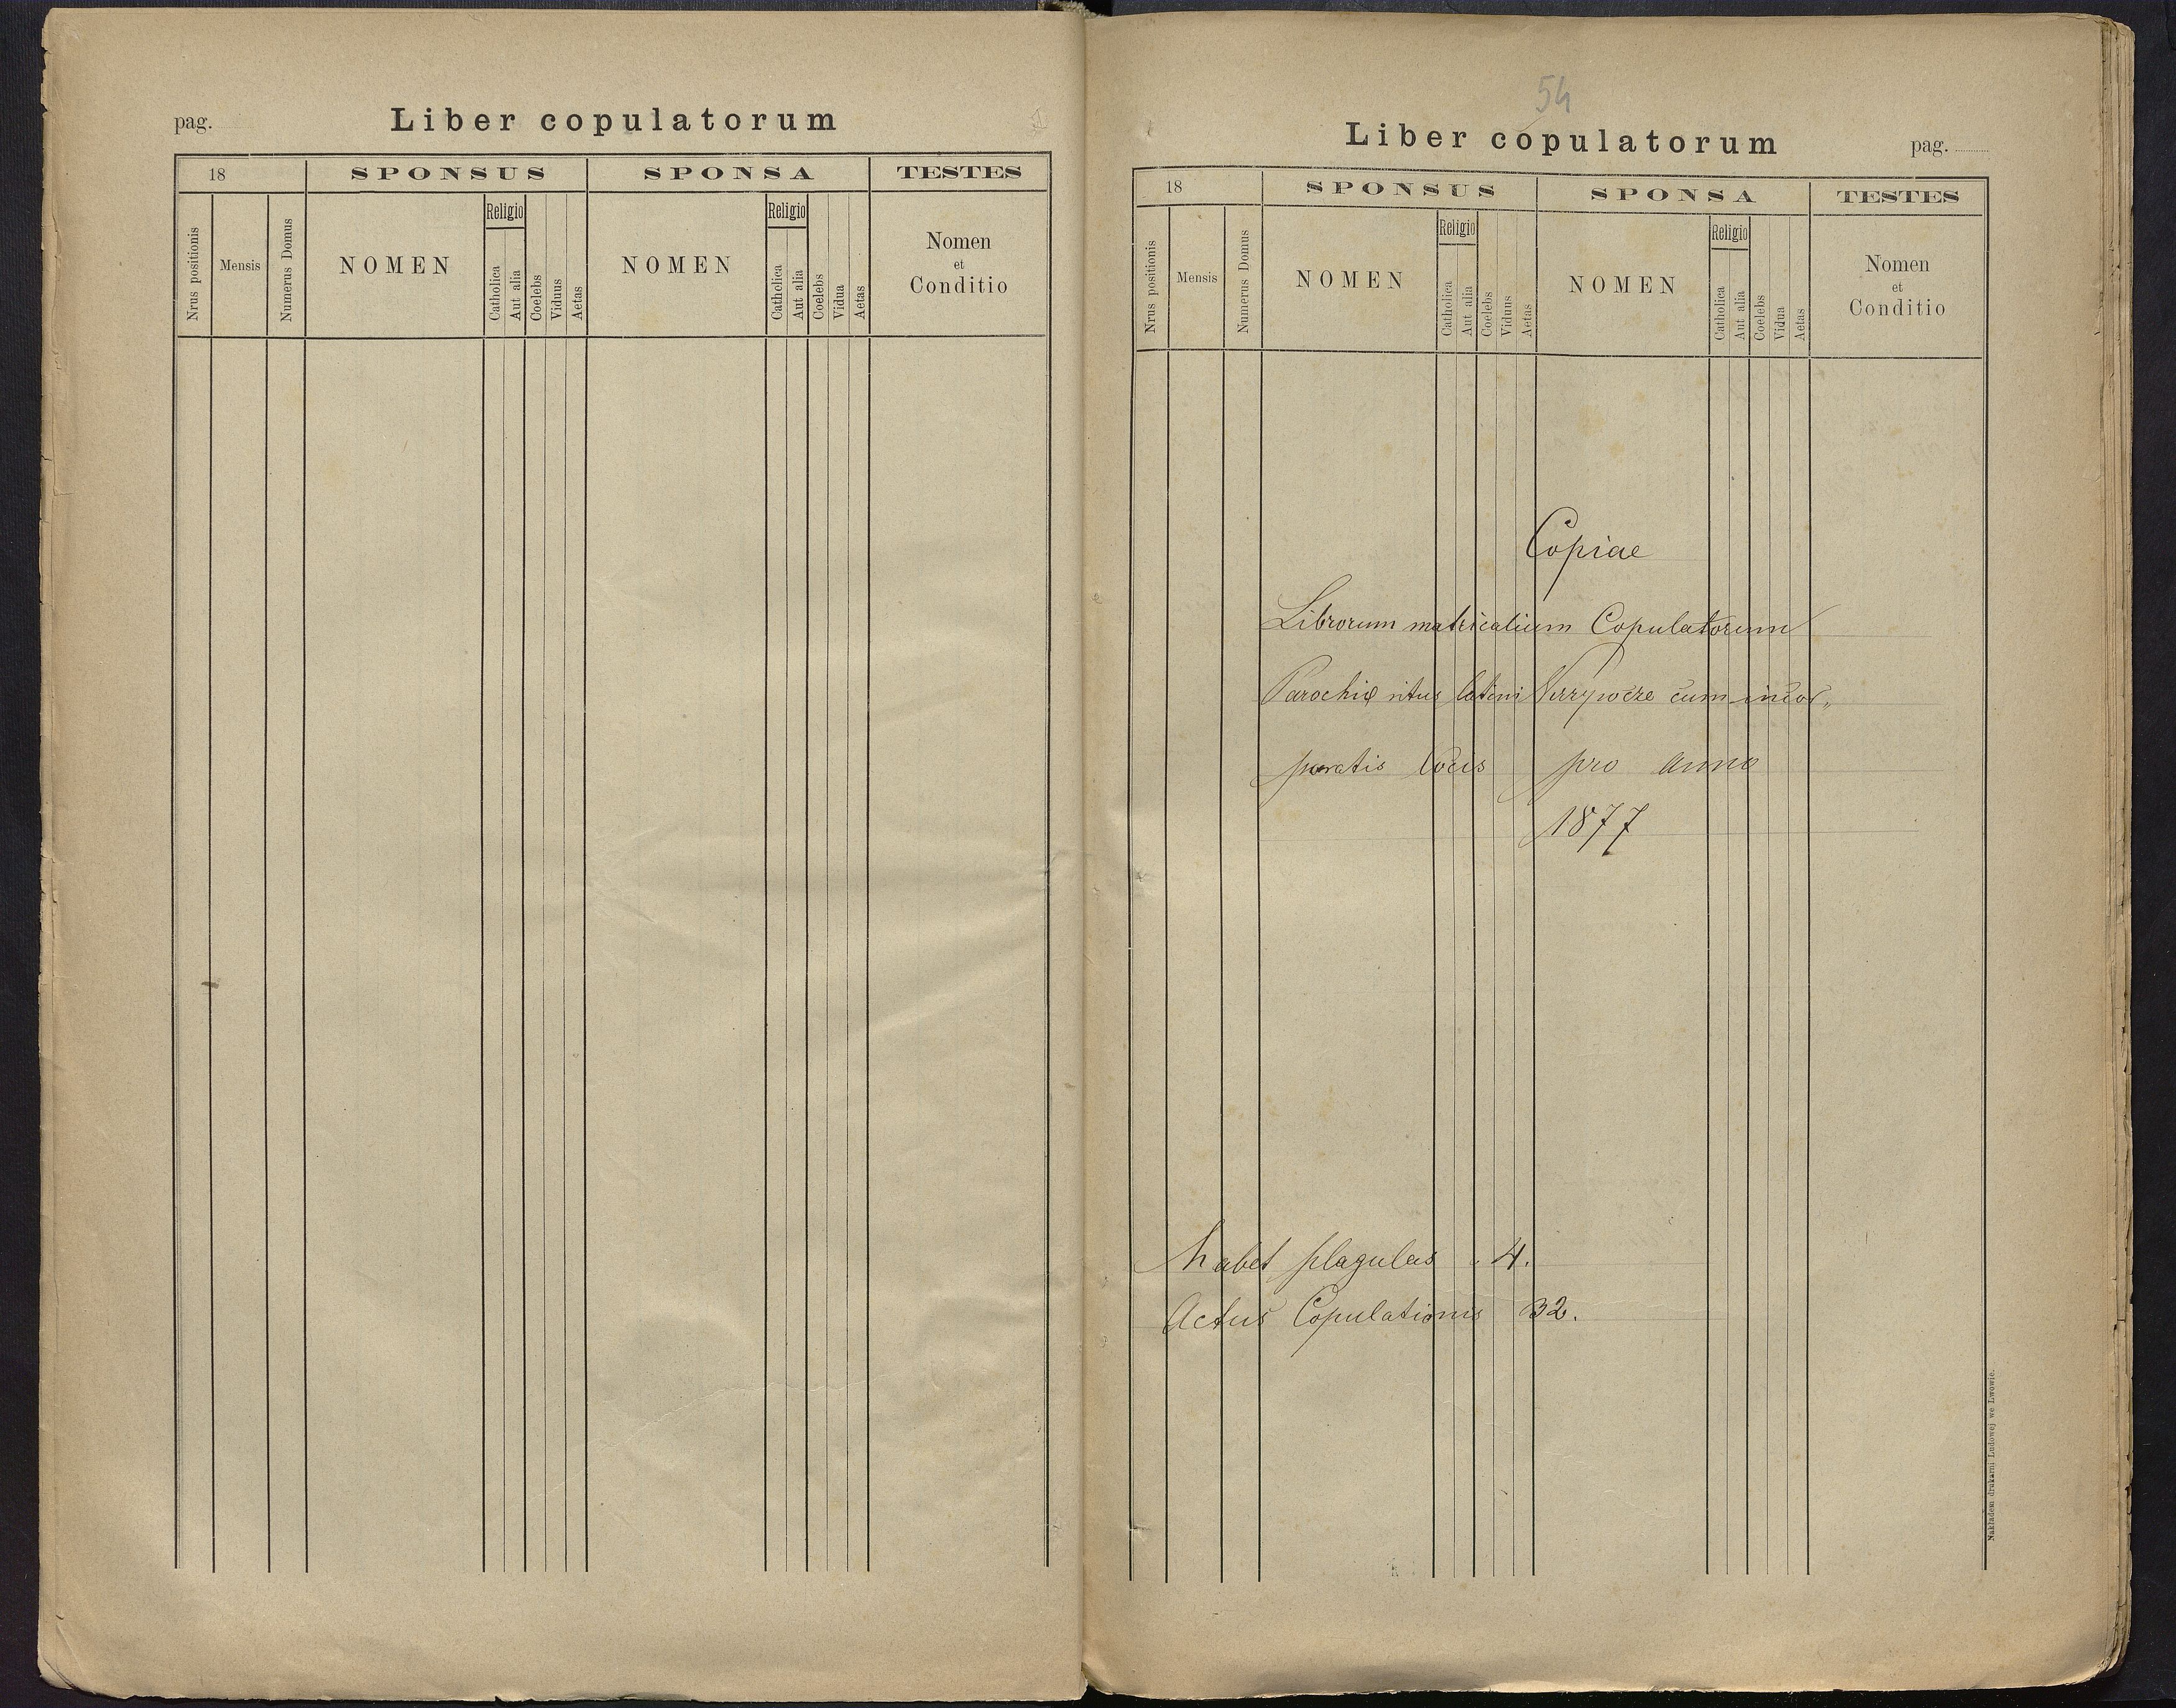 pag.
Liber copulatorum
18
SPONSUS
SPONSA
TESTES
Nrus positionis
Mensis
Numerus Domus
NOMEN
Religio
Catholica
Aut alia
Coelebs
Viduus
Aetas
NOMEN
Religio
Catholica
Aut alia
Coelebs
Vidua
Aetas
Nomen
et
Conditio
54
Liber copulatorum
pag.
18
SPONSUS
SPONSA
TESTES
Nrus positionis
Mensis
Numerus Domus
NOMEN
Religio
Catholica
Aut alia
Coelebs
Viduus
Aetas
NOMEN
Religio
Catholica
Aut alia
Coelebs
Vidua
Aetas
Nomen
et
Conditio
Copiae
Librorum matricalium Copulatorum
Parochiæ ritus latini cum incor„
poratis locis pro anno
1877
habet plagulas . 4.
Actus Copulationis 32.
Nakładem drukarni Ludowej we Lwowie.